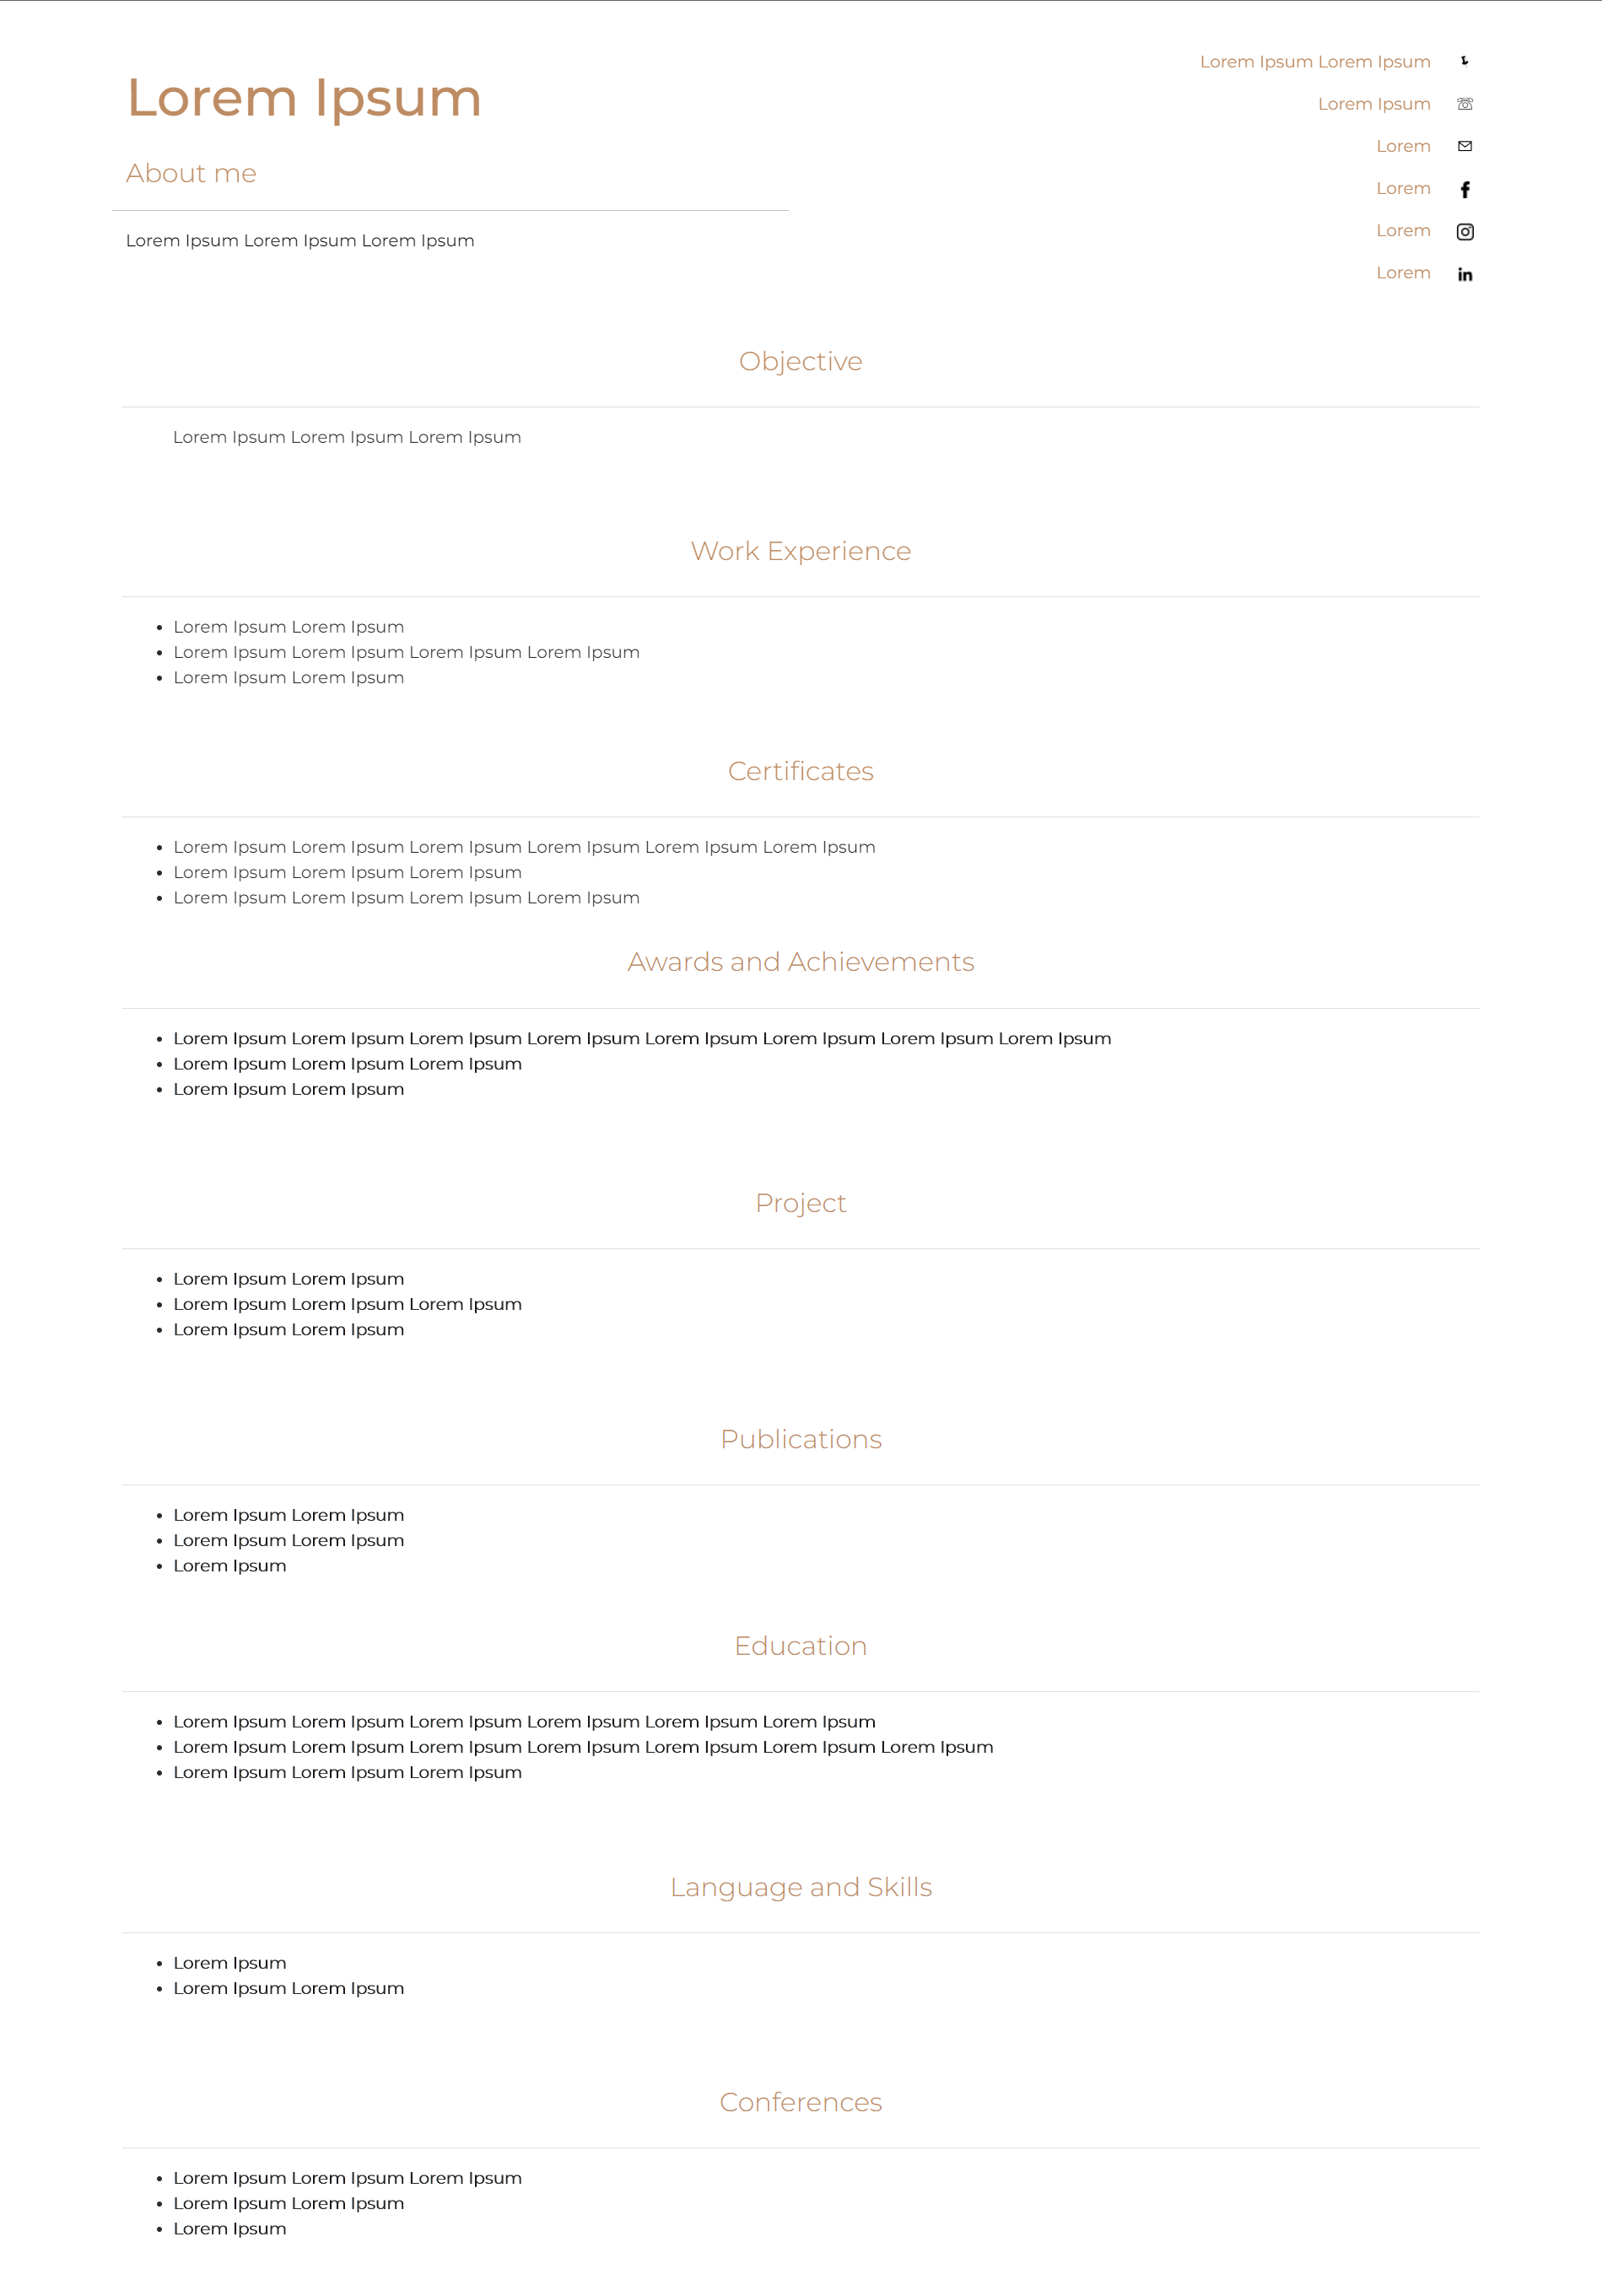 Lorem Ipsum
About me
Lorem Ipsum Lorem Ipsum Lorem Ipsum
Lorem Ipsum Lorem Ipsum
Lorem Ipsum
Lorem
Lorem
Lorem
Lorem
Objective
Lorem Ipsum Lorem Ipsum Lorem Ipsum
Work Experience
• Lorem Ipsum Lorem Ipsum
• Lorem Ipsum Lorem Ipsum Lorem Ipsum Lorem Ipsum
• Lorem Ipsum Lorem Ipsum
Certificates
• Lorem Ipsum Lorem Ipsum Lorem Ipsum Lorem Ipsum Lorem Ipsum Lorem Ipsum
• Lorem Ipsum Lorem Ipsum Lorem Ipsum
• Lorem Ipsum Lorem Ipsum Lorem Ipsum Lorem Ipsum
Awards and Achievements
• Lorem Ipsum Lorem Ipsum Lorem Ipsum Lorem Ipsum Lorem Ipsum Lorem Ipsum Lorem Ipsum Lorem Ipsum
• Lorem Ipsum Lorem Ipsum Lorem Ipsum
• Lorem Ipsum Lorem Ipsum
Project
• Lorem Ipsum Lorem Ipsum
• Lorem Ipsum Lorem Ipsum Lorem Ipsum
• Lorem Ipsum Lorem Ipsum
Publications
• Lorem Ipsum Lorem Ipsum
• Lorem Ipsum Lorem Ipsum
• Lorem Ipsum
Education
• Lorem Ipsum Lorem Ipsum Lorem Ipsum Lorem Ipsum Lorem Ipsum Lorem Ipsum
• Lorem Ipsum Lorem Ipsum Lorem Ipsum Lorem Ipsum Lorem Ipsum Lorem Ipsum Lorem Ipsum
• Lorem Ipsum Lorem Ipsum Lorem Ipsum
Language and Skills
• Lorem Ipsum
• Lorem Ipsum Lorem Ipsum
Conferences
• Lorem Ipsum Lorem Ipsum Lorem Ipsum
• Lorem Ipsum Lorem Ipsum
• Lorem Ipsum